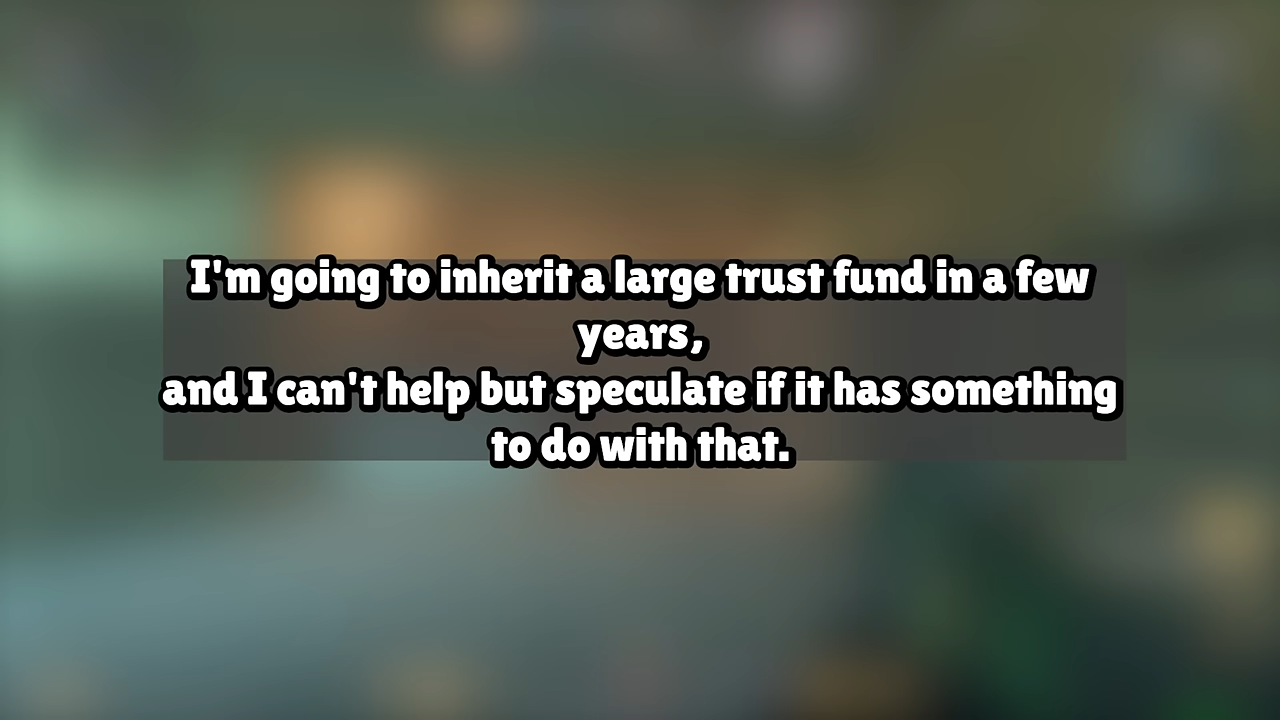 I'm going to inherit a large trust fund in a few
years,
and I can't help but speculate if it has something
to do with that.